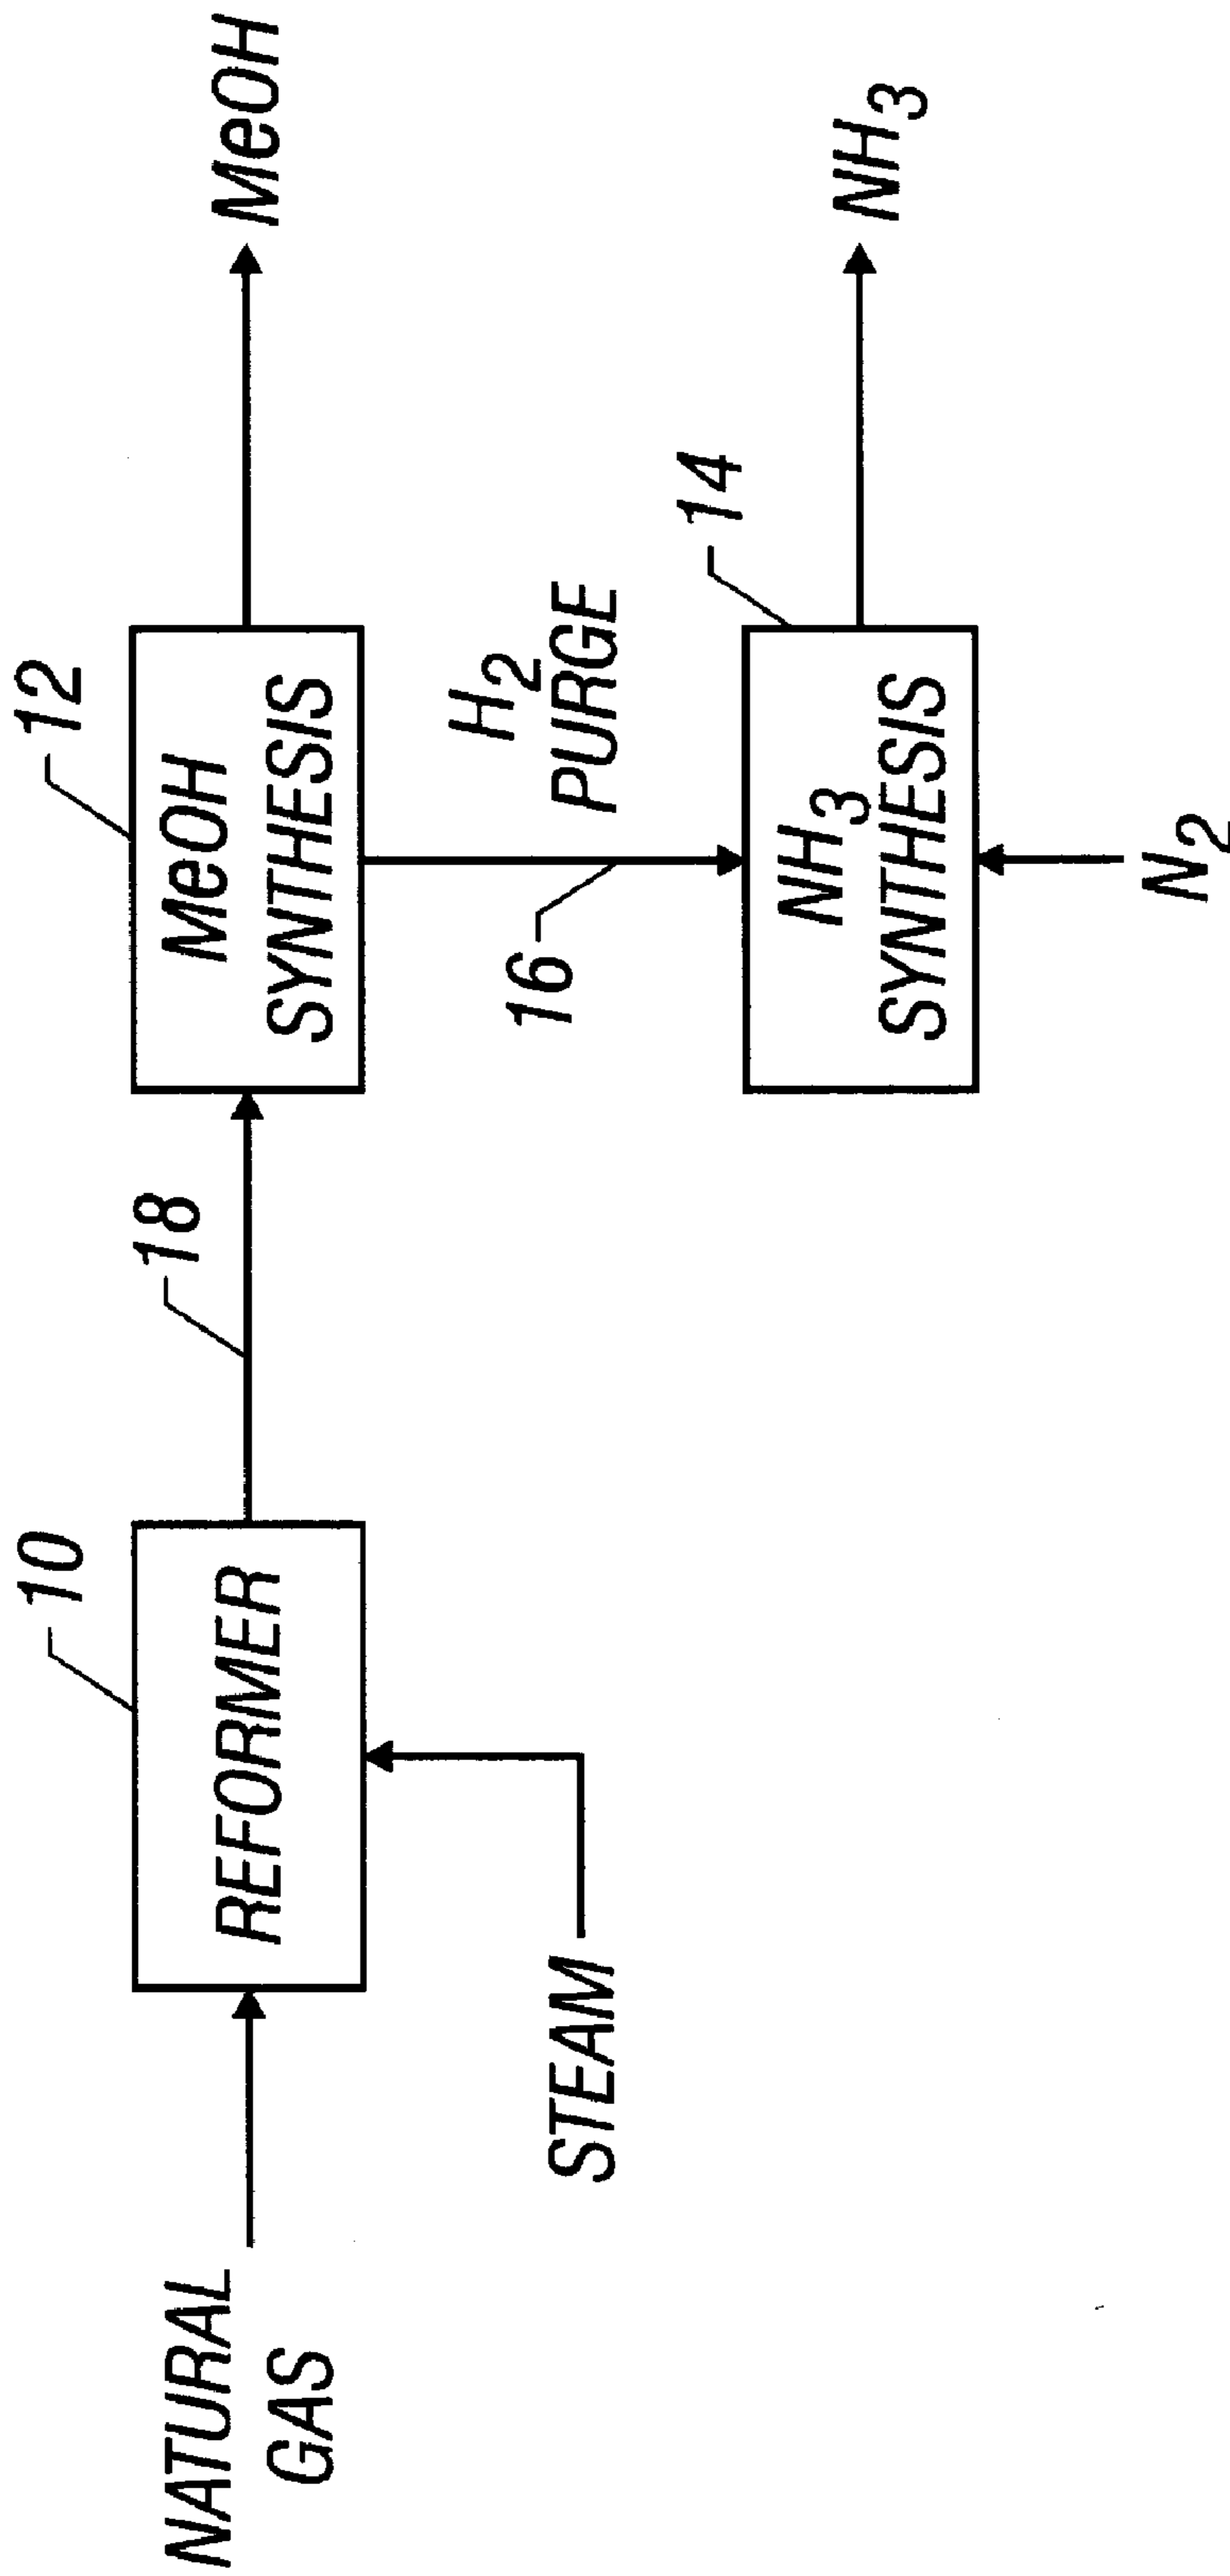 10
12
18
NATURAL
GAS
REFORMER
MeOH
SYNTHESIS
MeOH
STEAM
16
H2
PURGE
14
NH3
SYNTHESIS
NH3
N2